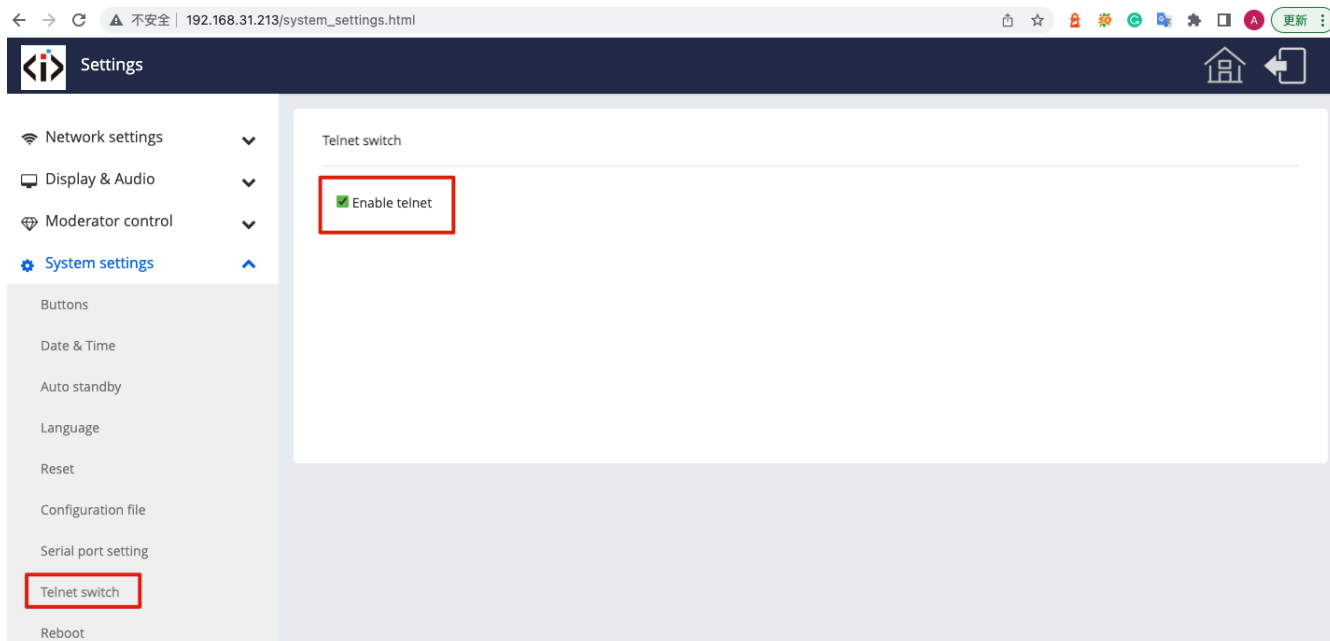 不安全 192.168.31.213/system_settings.html
A
更新
<i> Settings
Network settings
Display & Audio
Moderator control
System settings
Buttons
Date & Time
Auto standby
Language
Reset
Configuration file
Serial port setting
Telnet switch
Reboot
Telnet switch
Enable telnet